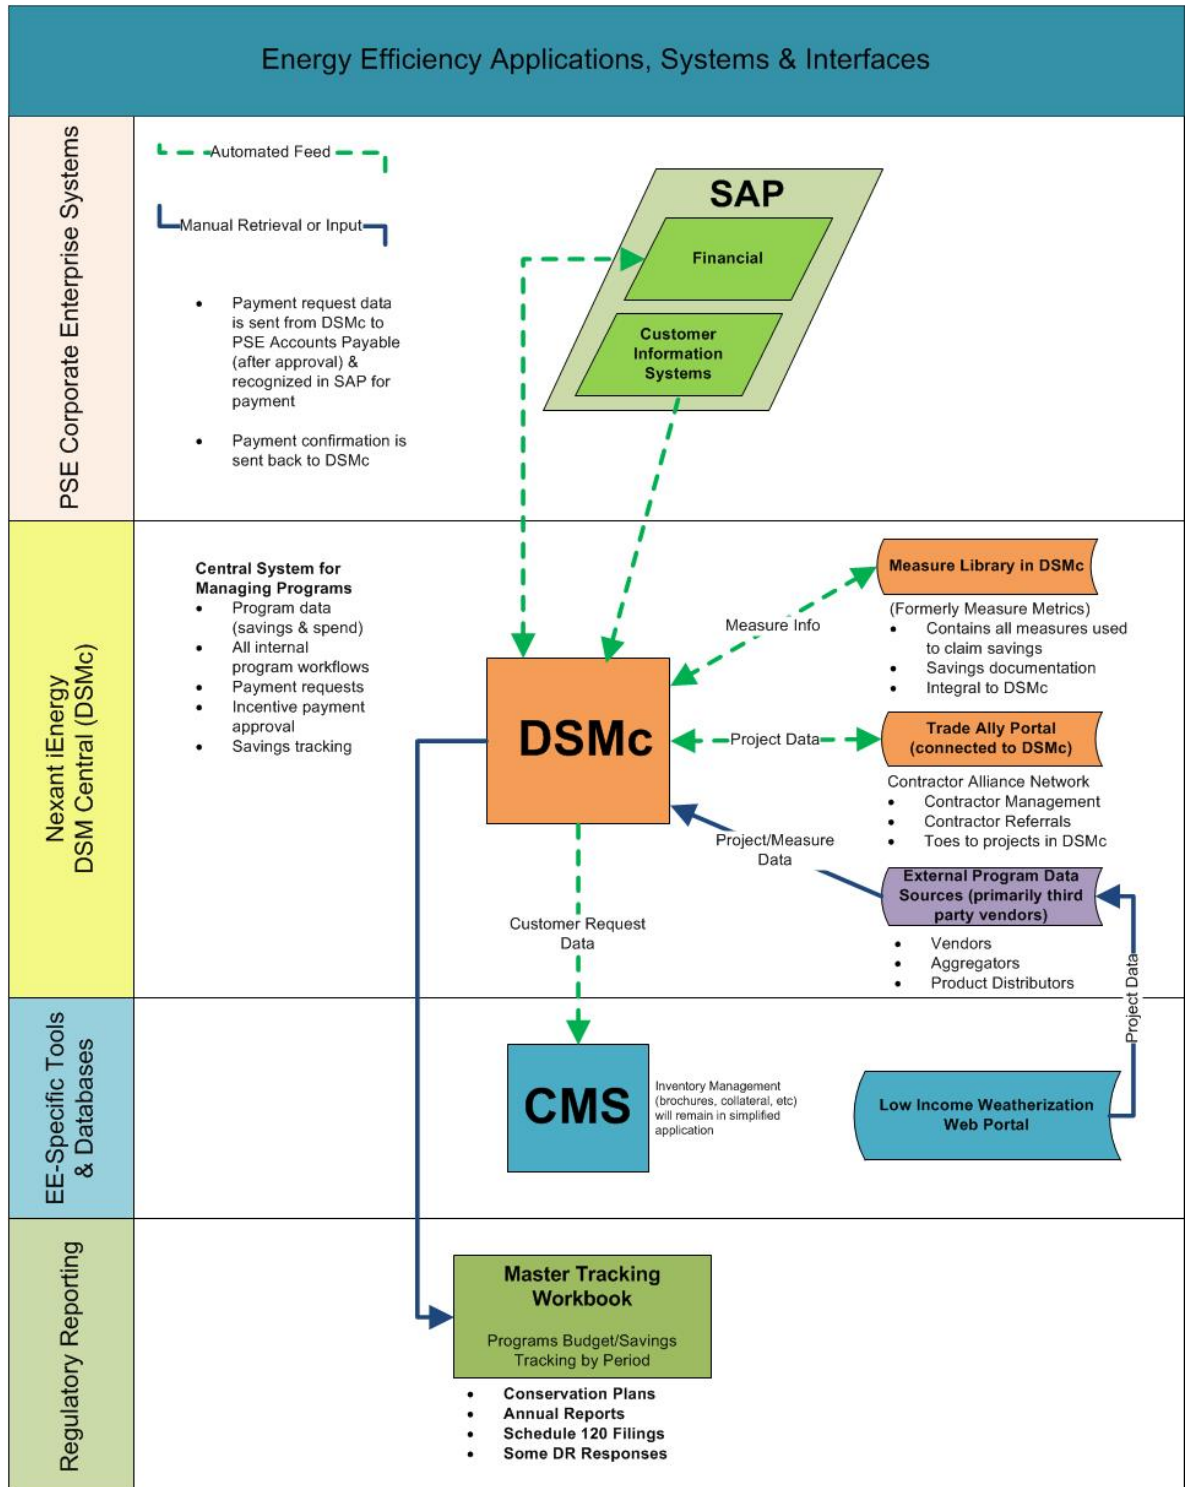 Energy Efficiency Applications, Systems & Interfaces
PSE Corporate Enterprise Systems
Automated Feed
Manual Retrieval or Input
• Payment request data
is sent from DSMc to
PSE Accounts Payable
(after approval) &
recognized in SAP for
payment
• Payment confirmation is
sent back to DSMc
SAP
Financial
Customer
Information
Systems
Nexant iEnergy
DSM Central (DSMc)
Central System for
Managing Programs
• Program data
(savings & spend)
• All internal
program workflows
• Payment requests
• Incentive payment
approval
• Savings tracking
DSMc
Measure Info
Measure Library in DSMc
(Formerly Measure Metrics)
• Contains all measures used
to claim savings
• Savings documentation
• Integral to DSMc
Project Data
Trade Ally Portal
(connected to DSMc)
Contractor Alliance Network
• Contractor Management
• Contractor Referrals
• Toes to projects in DSMc
Project/Measure
Data
External Program Data
Sources (primarily third
party vendors)
• Vendors
• Aggregators
• Product Distributors
Project Data
Customer Request
Data
EE-Specific Tools
& Databases
CMS
Inventory Management
(brochures, collateral, etc)
will remain in simplified
application
Low Income Weatherization
Web Portal
Regulatory Reporting
Master Tracking
Workbook
Programs Budget/Savings
Tracking by Period
• Conservation Plans
• Annual Reports
• Schedule 120 Filings
• Some DR Responses